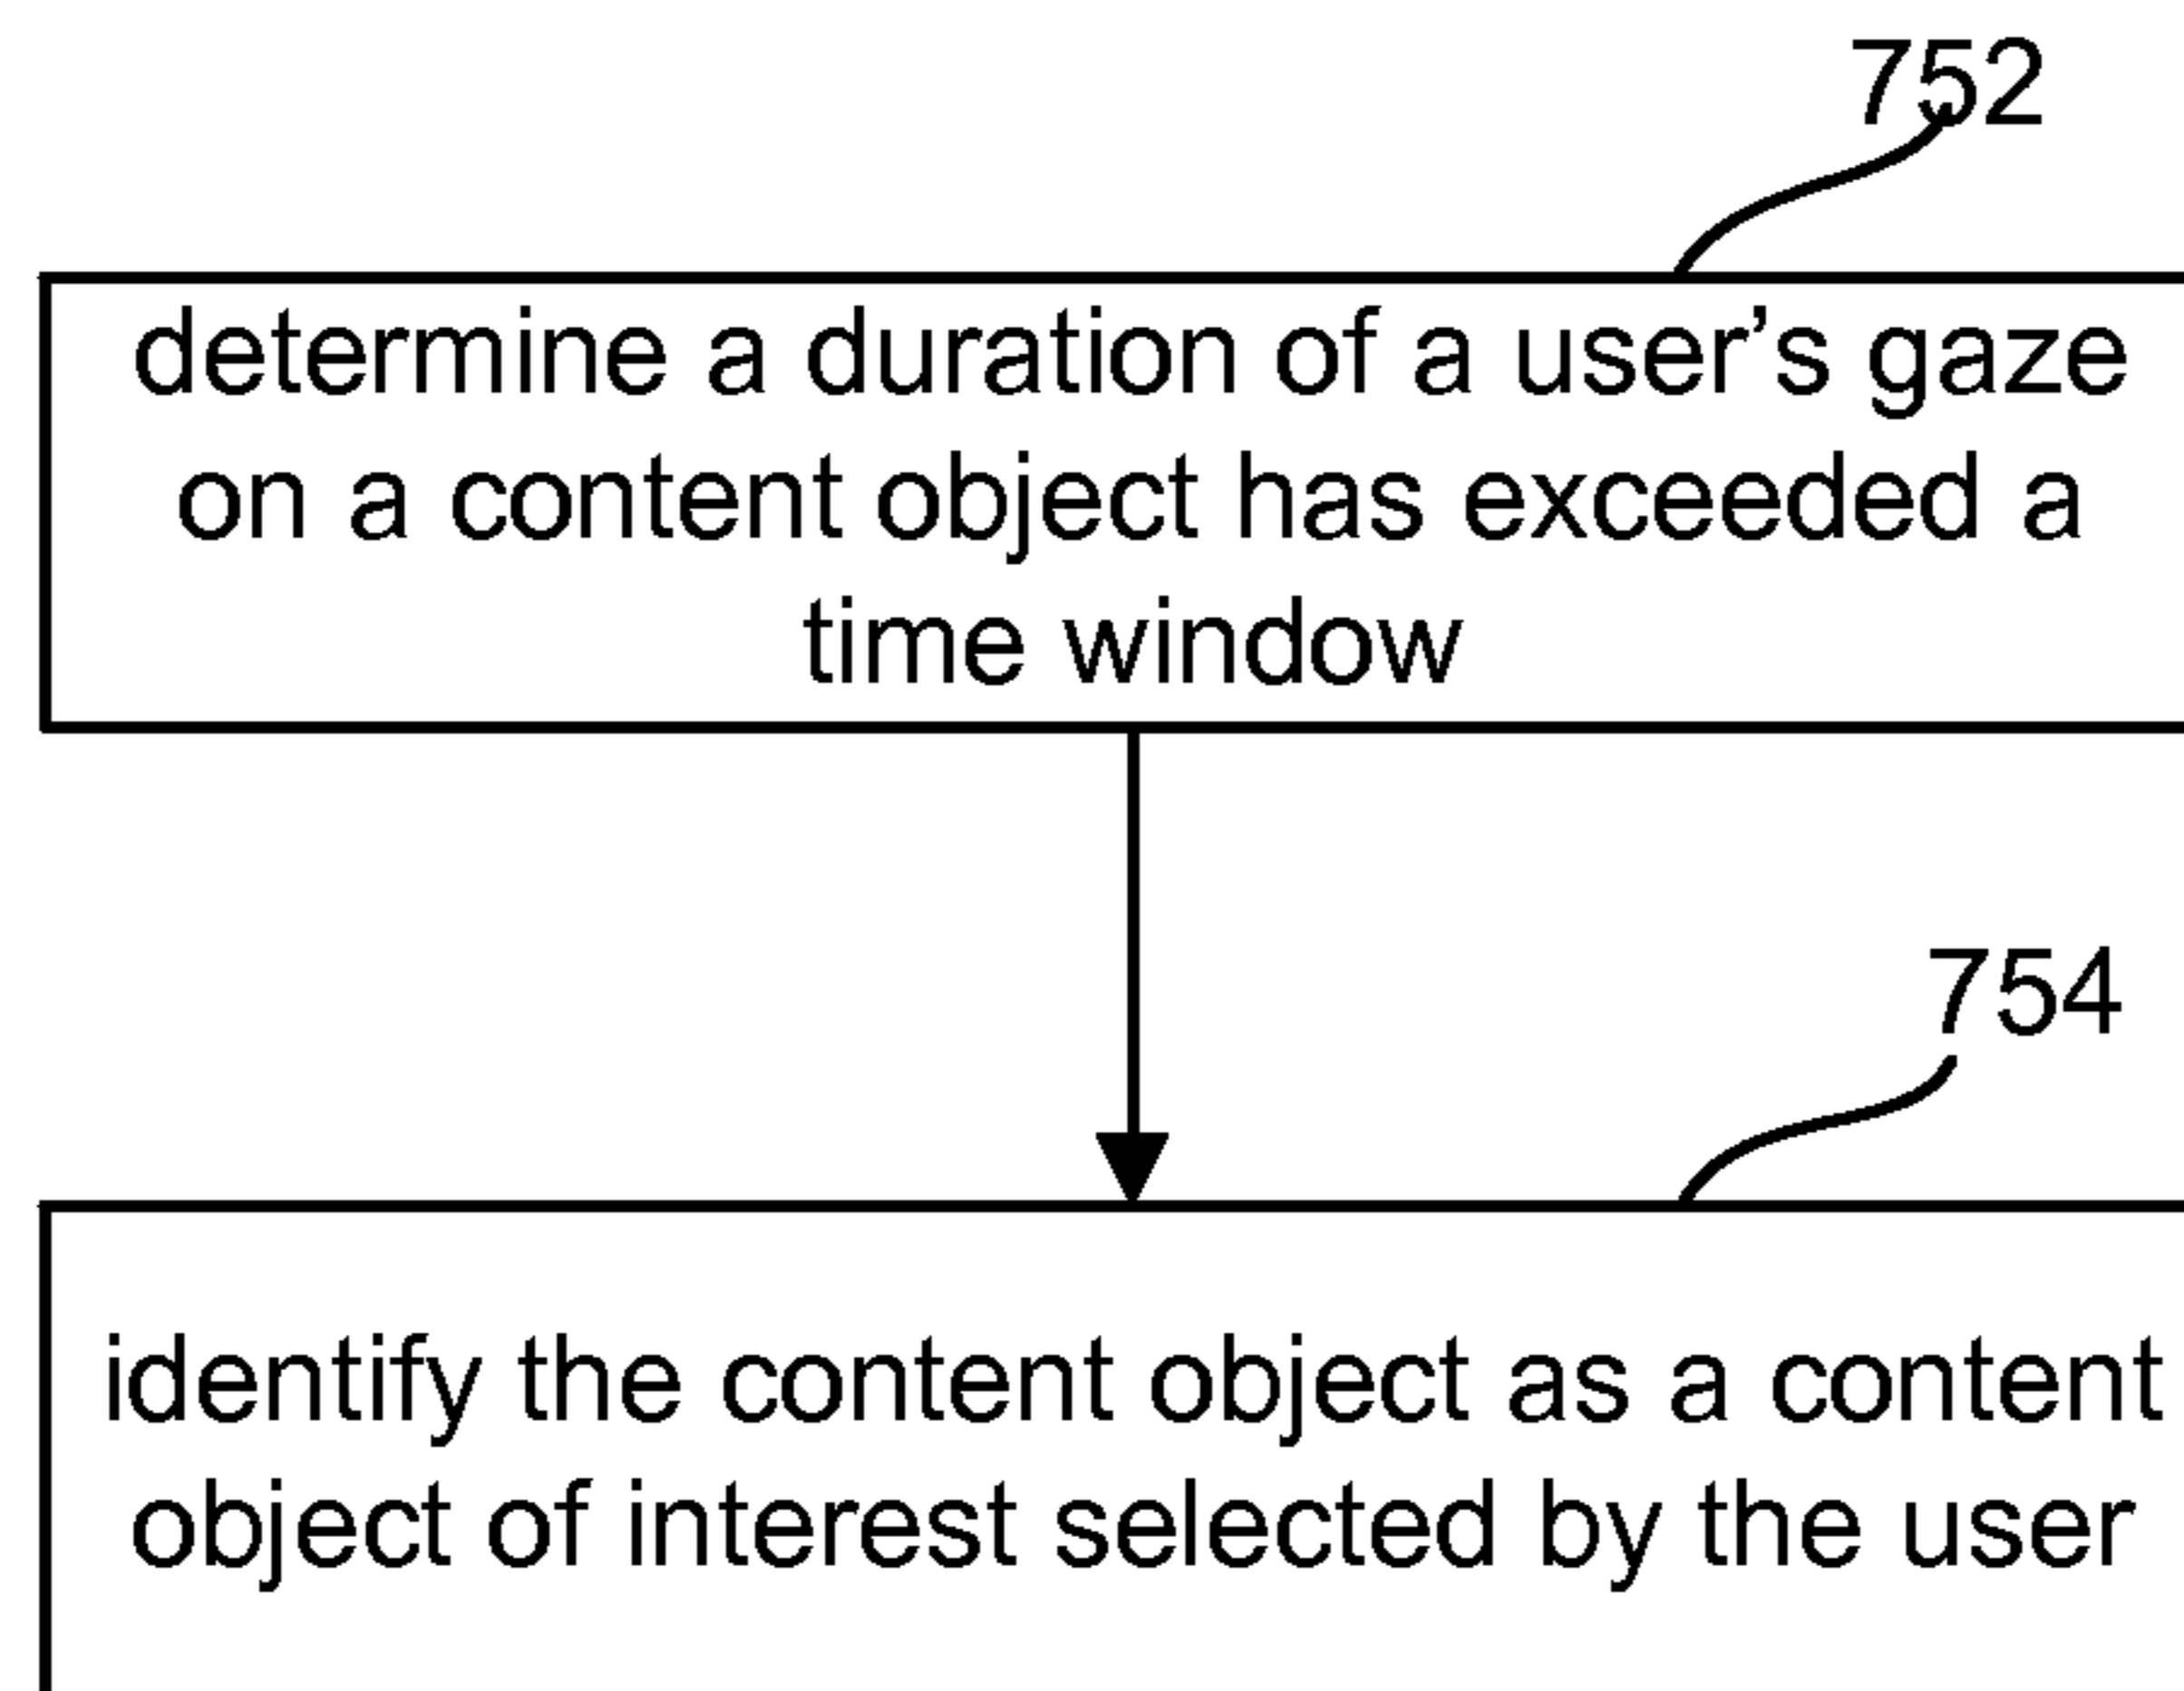 752
determine a duration of a user’s gaze
on a content object has exceeded a
time window
754
identify the content object as a content
object of interest selected by the user